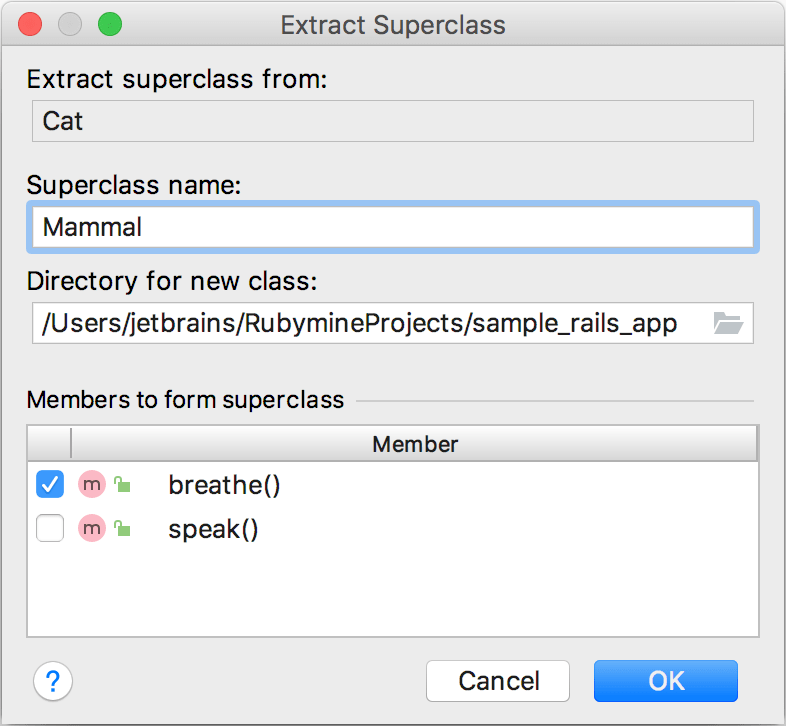 Extract Superclass
Extract superclass from:
Cat
Superclass name:
Mammal
Directory for new class:
/Users/jetbrains/RubymineProjects/sample_rails_app
Members to form superclass
Member
m breathe()
m speak()
? Cancel OK